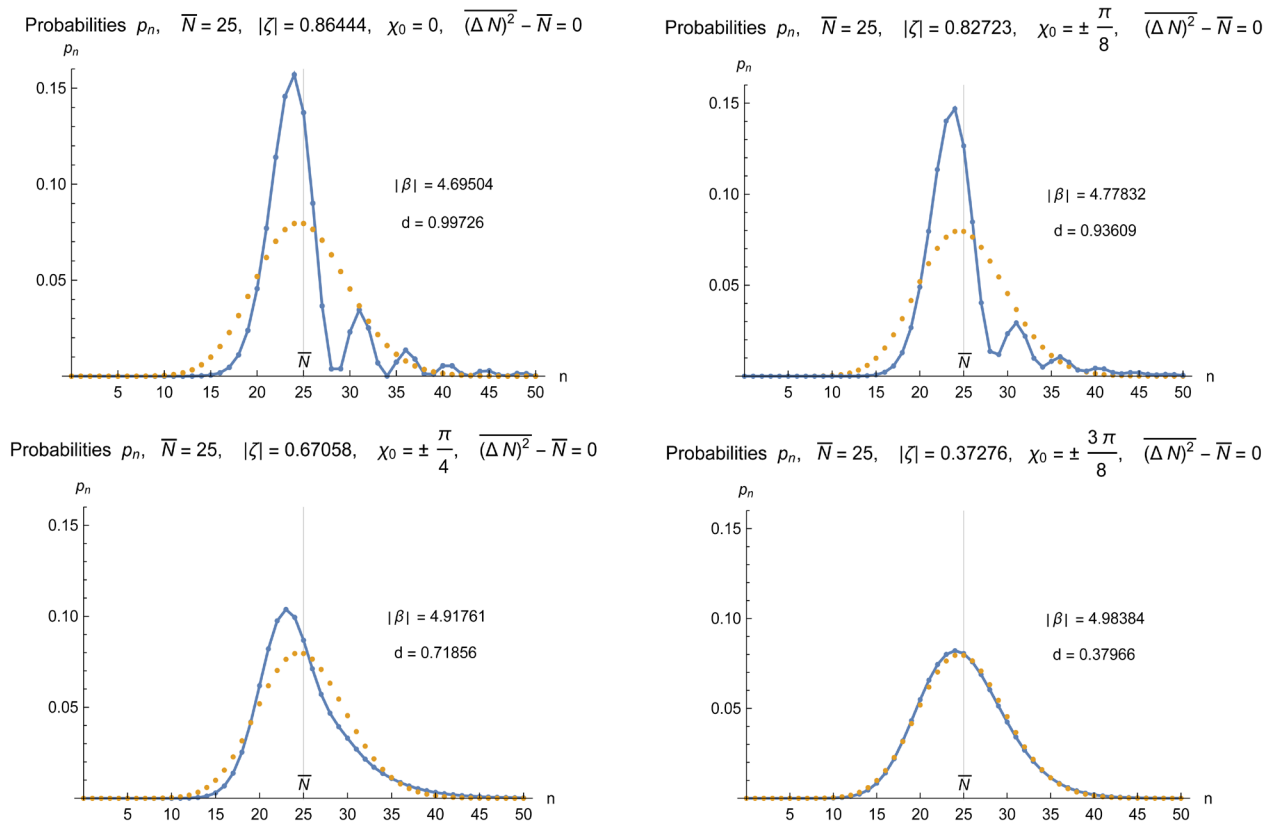 Probabilities pₙ, N̅ = 25, |ζ| = 0.86444, χ₀ = 0, \overline{(Δ N)²} − N̅ = 0
pₙ
0.15
0.10
0.05
|β| = 4.69504
d = 0.99726
N̅
n
5 10 15 20 25 30 35 40 45 50
Probabilities pₙ, N̅ = 25, |ζ| = 0.82723, χ₀ = ± π/8, \overline{(Δ N)²} − N̅ = 0
pₙ
0.15
0.10
0.05
|β| = 4.77832
d = 0.93609
N̅
n
5 10 15 20 25 30 35 40 45 50
Probabilities pₙ, N̅ = 25, |ζ| = 0.67058, χ₀ = ± π/4, \overline{(Δ N)²} − N̅ = 0
pₙ
0.15
0.10
0.05
|β| = 4.91761
d = 0.71856
N̅
n
5 10 15 20 25 30 35 40 45 50
Probabilities pₙ, N̅ = 25, |ζ| = 0.37276, χ₀ = ± 3 π/8, \overline{(Δ N)²} − N̅ = 0
pₙ
0.15
0.10
0.05
|β| = 4.98384
d = 0.37966
N̅
n
5 10 15 20 25 30 35 40 45 50